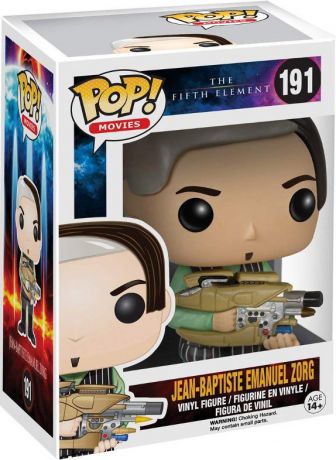 POP!
MOVIES
THE
FIFTH ELEMENT
191
POP!
MOVIES
191
JEAN-BAPTISTE EMANUEL ZORG
VINYL FIGURE / FIGURINE EN VINYLE /
FIGURA DE VINIL
AGE
14+
WARNING: CHOKING HAZARD.
May contain small parts.